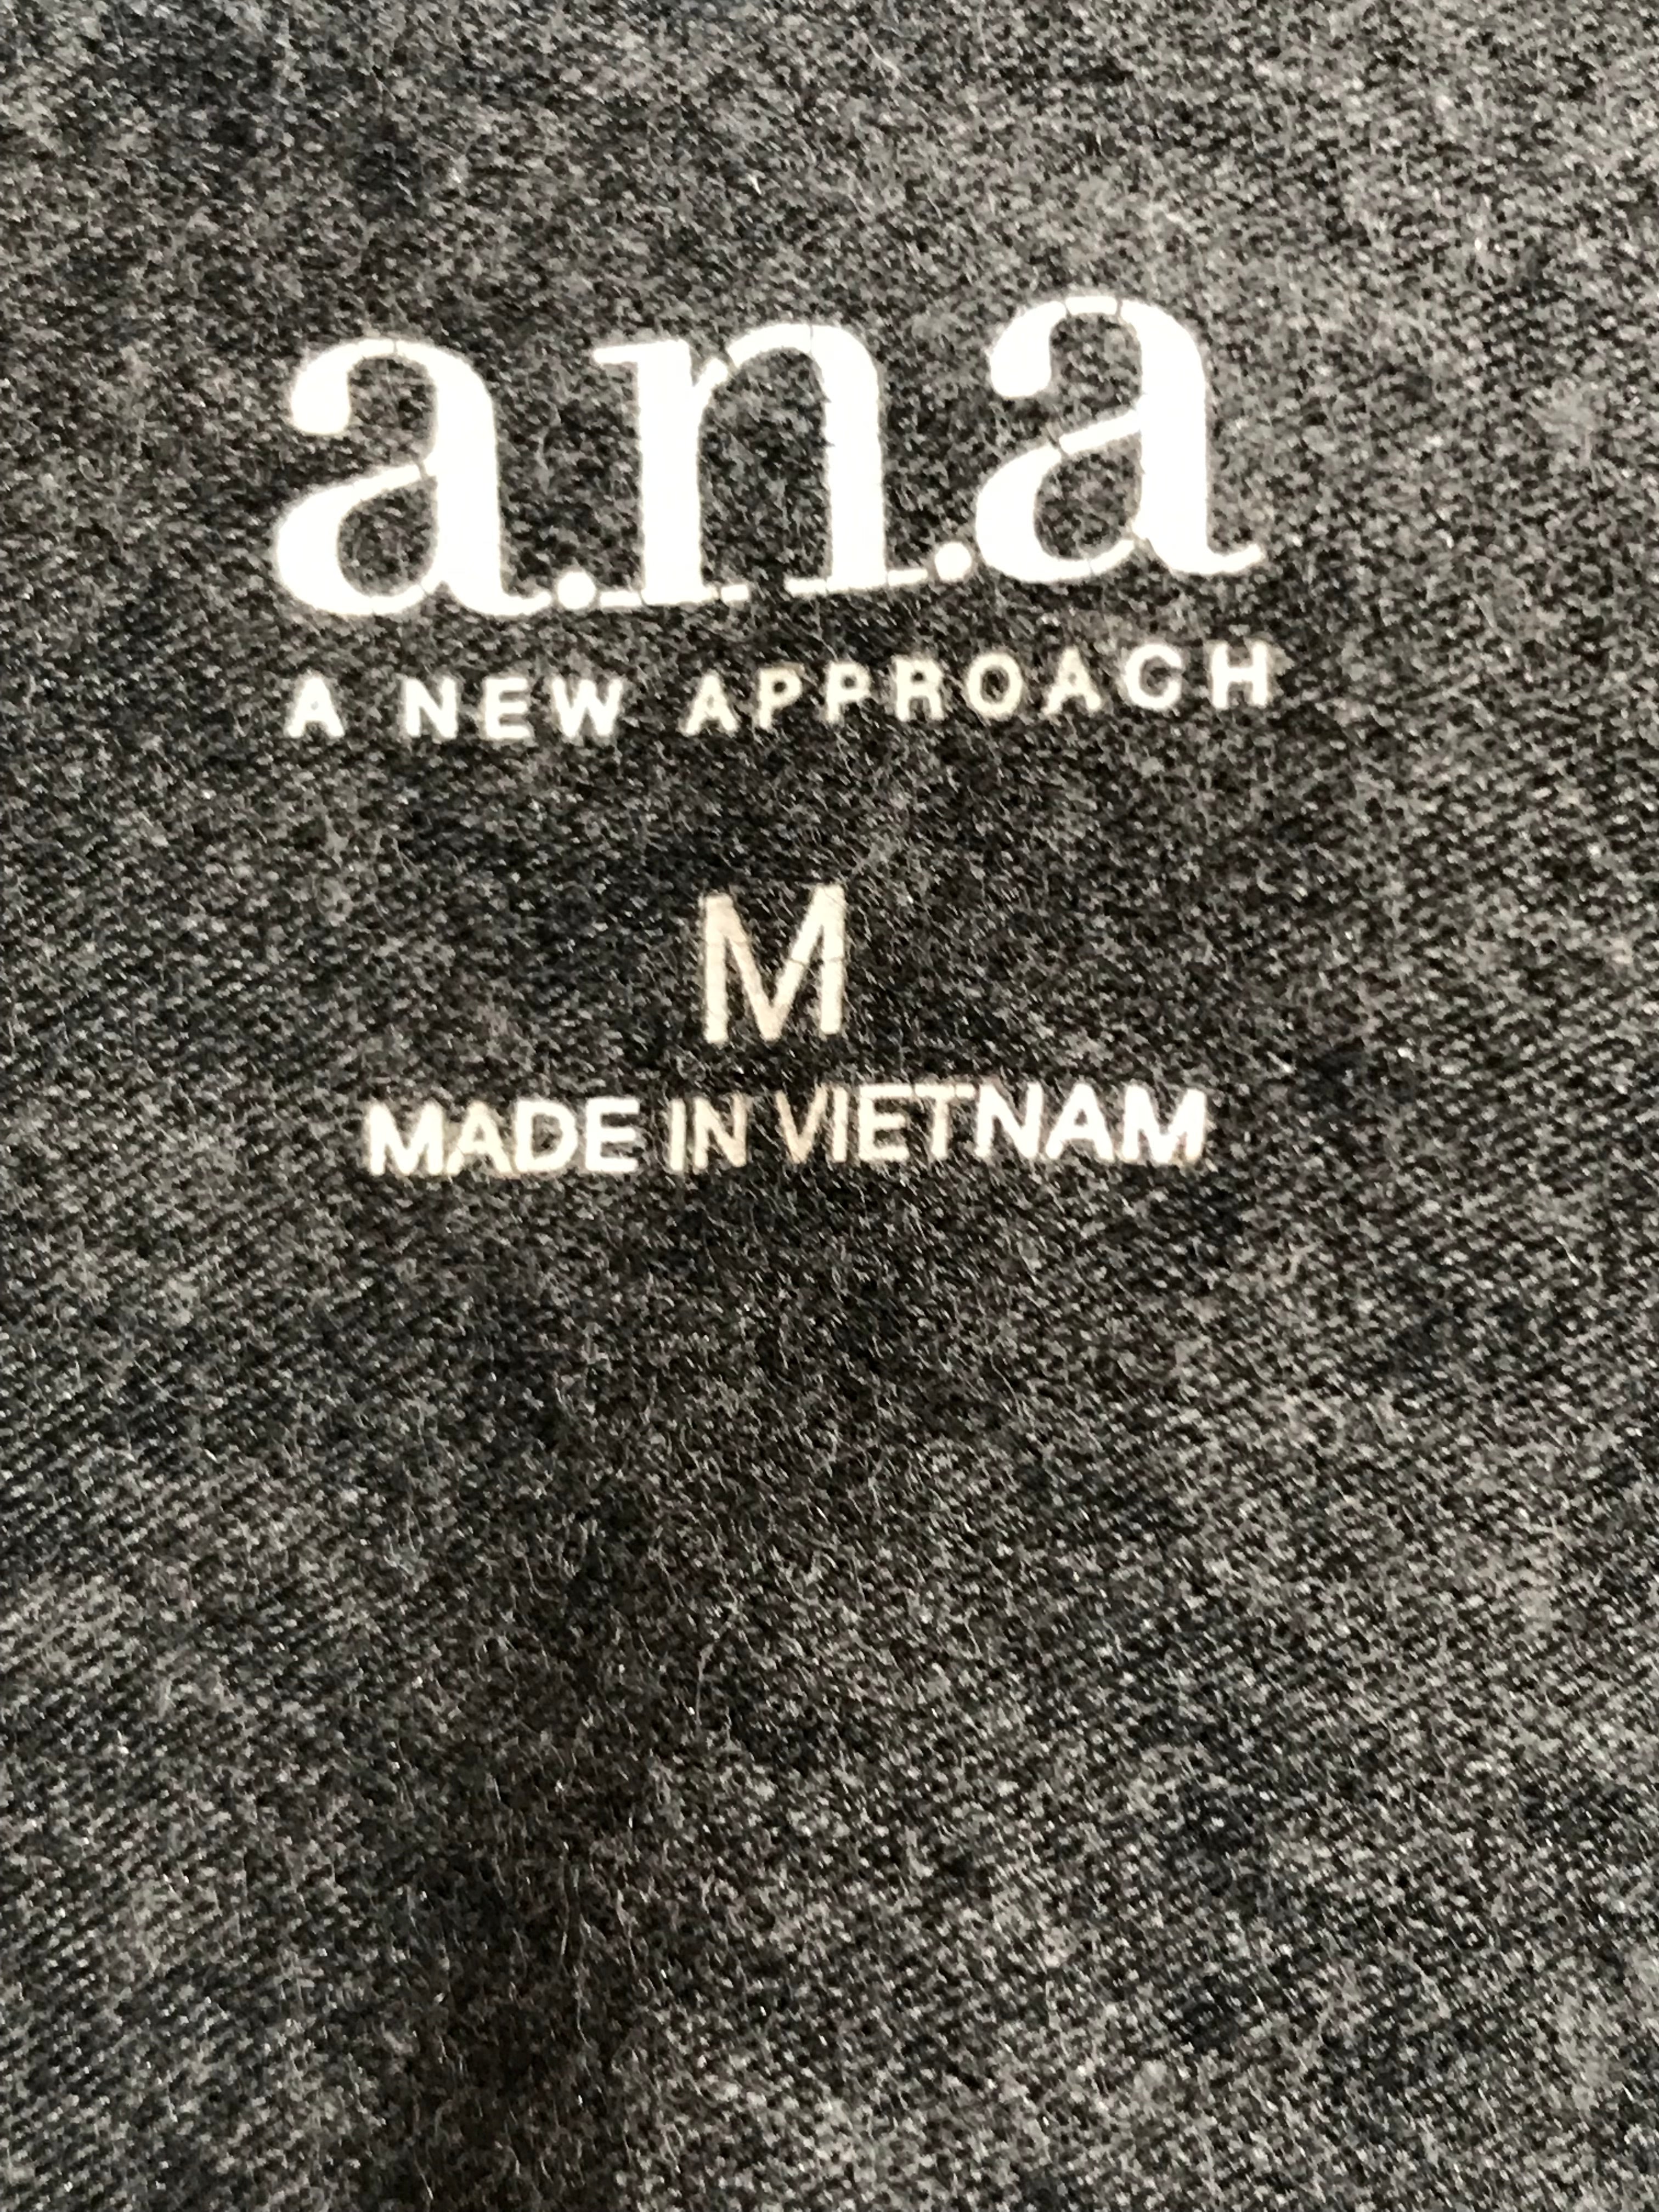 a.n.a
A NEW APPROACH
M
MADE IN VIETNAM